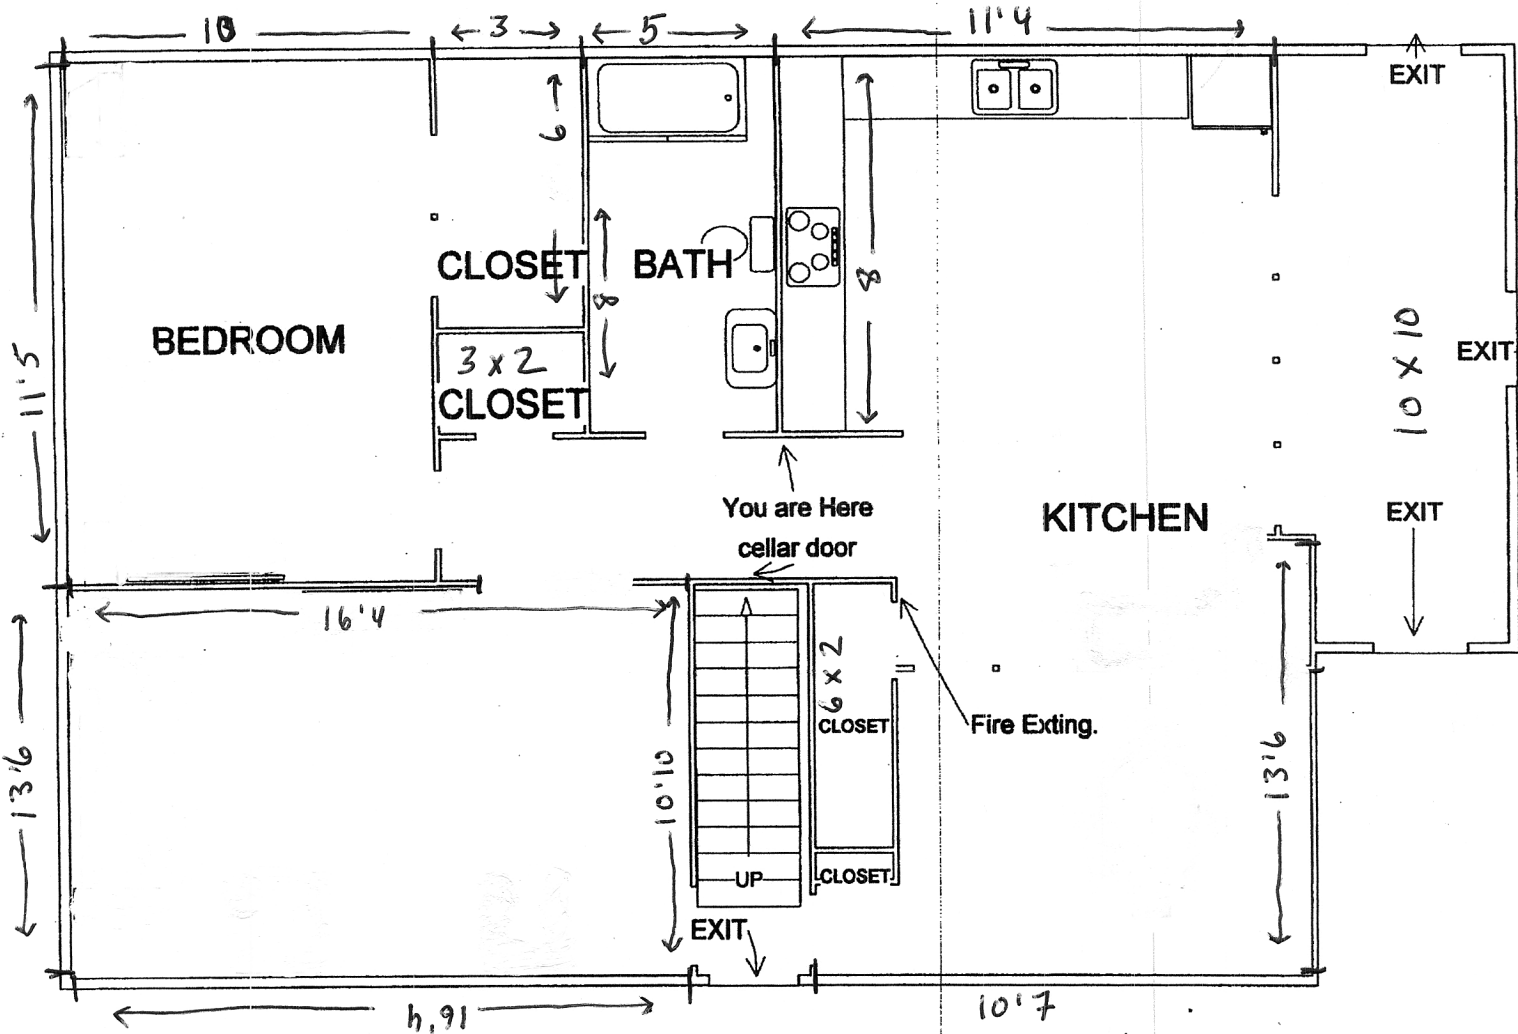 10
3
5
11'4
EXIT
6
CLOSET
BATH
8
8
BEDROOM
11'5
3 x 2
CLOSET
10 x 10
EXIT
You are Here
cellar door
KITCHEN
EXIT
16'4
6 x 2
CLOSET
Fire Exting.
13'6
10'10
13'6
UP
CLOSET
EXIT
16'4
10'7